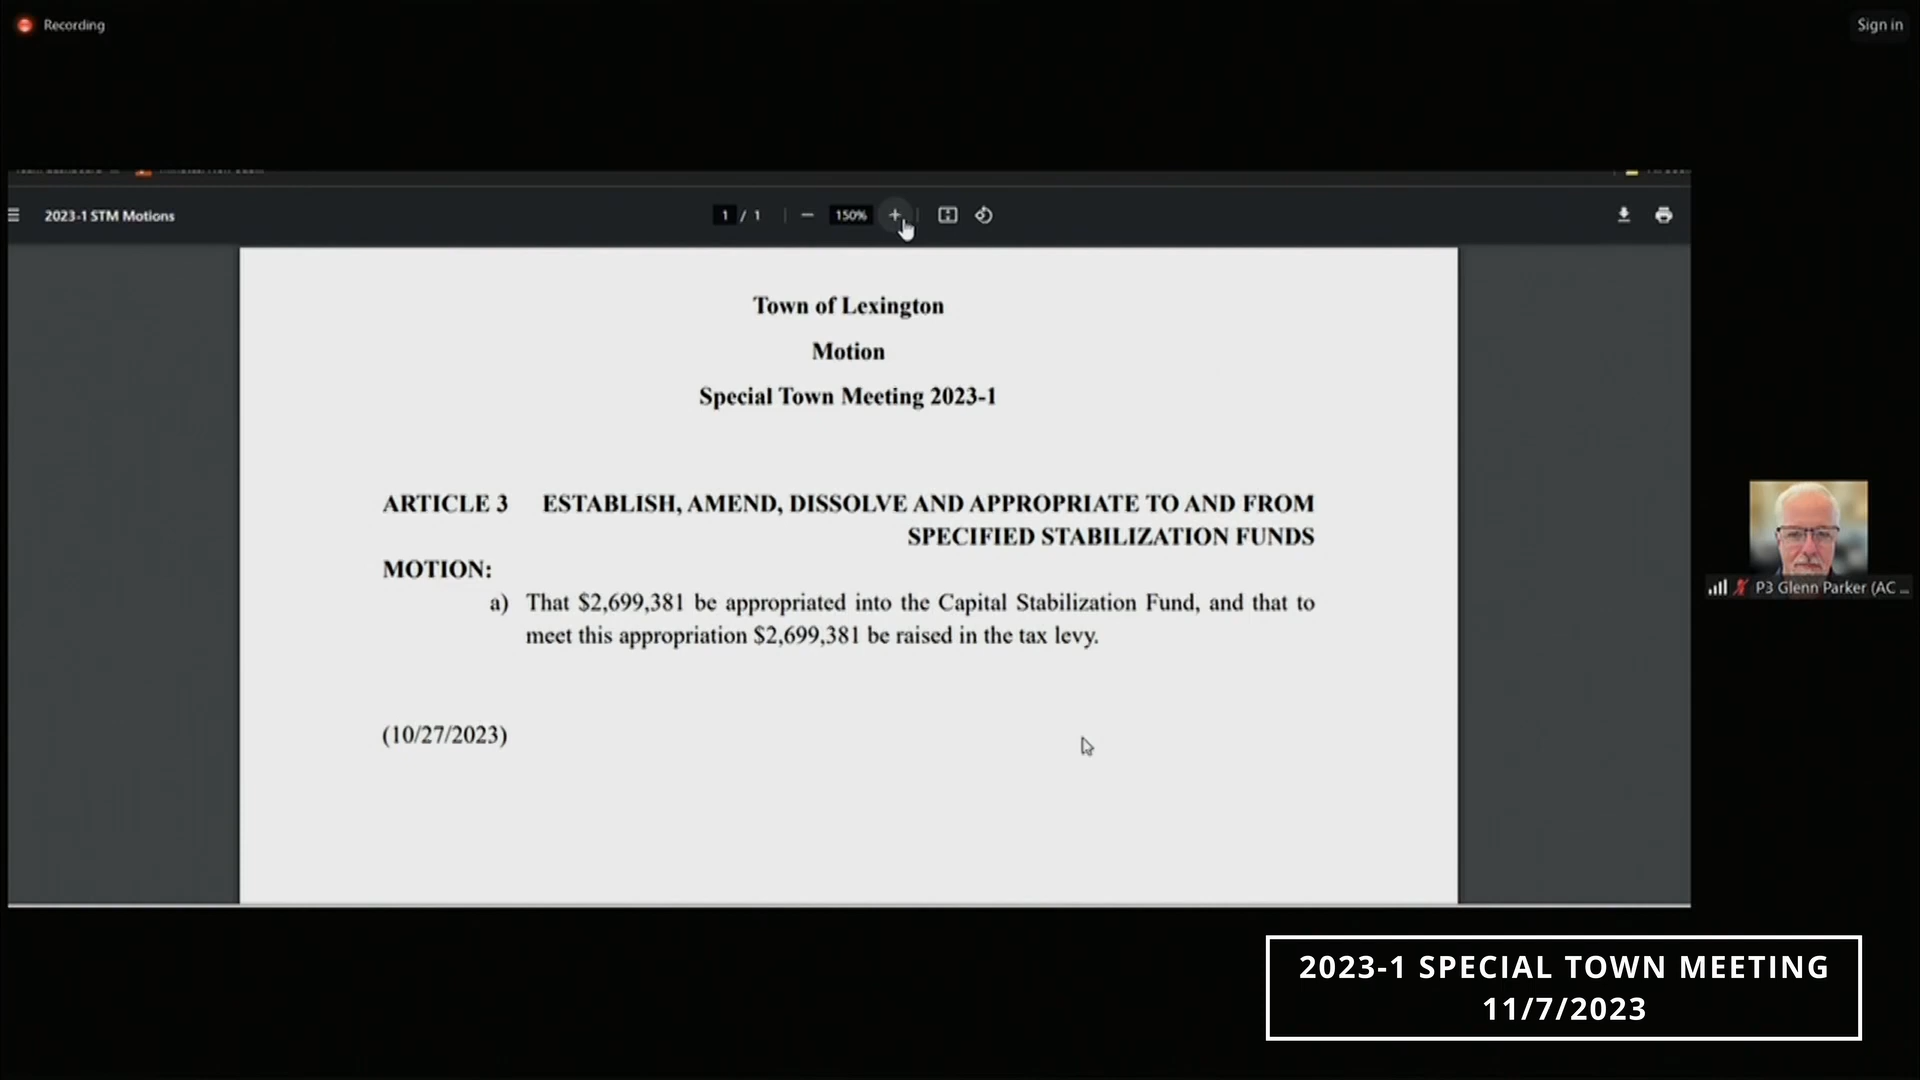 Recording
Sign in
2023-1 STM Motions
1 / 1
150%
Town of Lexington
Motion
Special Town Meeting 2023-1
ARTICLE 3 ESTABLISH, AMEND, DISSOLVE AND APPROPRIATE TO AND FROM
SPECIFIED STABILIZATION FUNDS
MOTION:
a) That $2,699,381 be appropriated into the Capital Stabilization Fund, and that to
meet this appropriation $2,699,381 be raised in the tax levy.
(10/27/2023)
P3 Glenn Parker (AC ...
2023-1 SPECIAL TOWN MEETING
11/7/2023